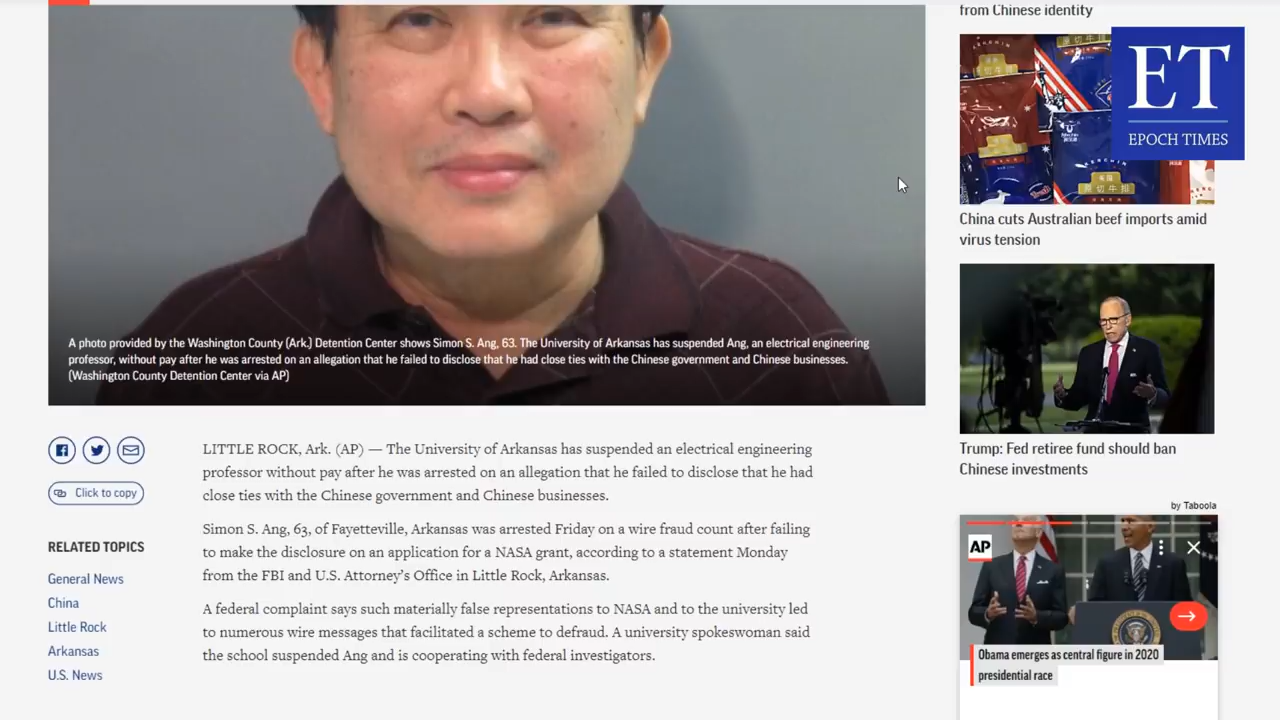 from Chinese identity
ET
EPOCH TIMES
China cuts Australian beef imports amid
virus tension
A photo provided by the Washington County (Ark.) Detention Center shows Simon S. Ang, 63. The University of Arkansas has suspended Ang, an electrical engineering
professor, without pay after he was arrested on an allegation that he failed to disclose that he had close ties with the Chinese government and Chinese businesses.
(Washington County Detention Center via AP)
Click to copy
RELATED TOPICS
General News
China
Little Rock
Arkansas
U.S. News
LITTLE ROCK, Ark. (AP) — The University of Arkansas has suspended an electrical engineering
professor without pay after he was arrested on an allegation that he failed to disclose that he had
close ties with the Chinese government and Chinese businesses.
Simon S. Ang, 63, of Fayetteville, Arkansas was arrested Friday on a wire fraud count after failing
to make the disclosure on an application for a NASA grant, according to a statement Monday
from the FBI and U.S. Attorney's Office in Little Rock, Arkansas.
A federal complaint says such materially false representations to NASA and to the university led
to numerous wire messages that facilitated a scheme to defraud. A university spokeswoman said
the school suspended Ang and is cooperating with federal investigators.
Trump: Fed retiree fund should ban
Chinese investments
by Taboola
AP
Obama emerges as central figure in 2020
presidential race